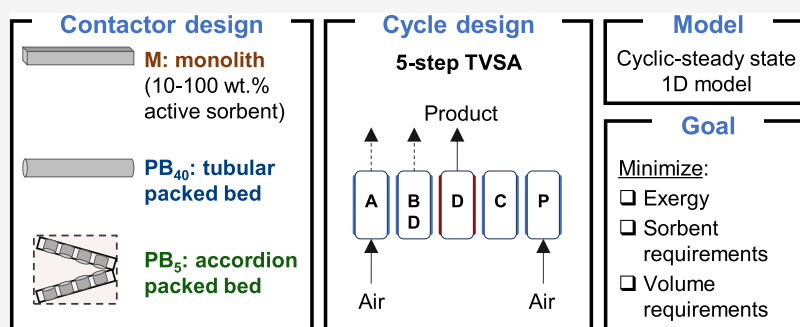 Contactor design
M: monolith
(10-100 wt.%
active sorbent)
PB40: tubular
packed bed
PB5: accordion
packed bed
Cycle design
5-step TVSA
Product
A
B
D
D
C
P
Air
Air
Model
Cyclic-steady state
1D model
Goal
Minimize:
❑ Exergy
❑ Sorbent
requirements
❑ Volume
requirements